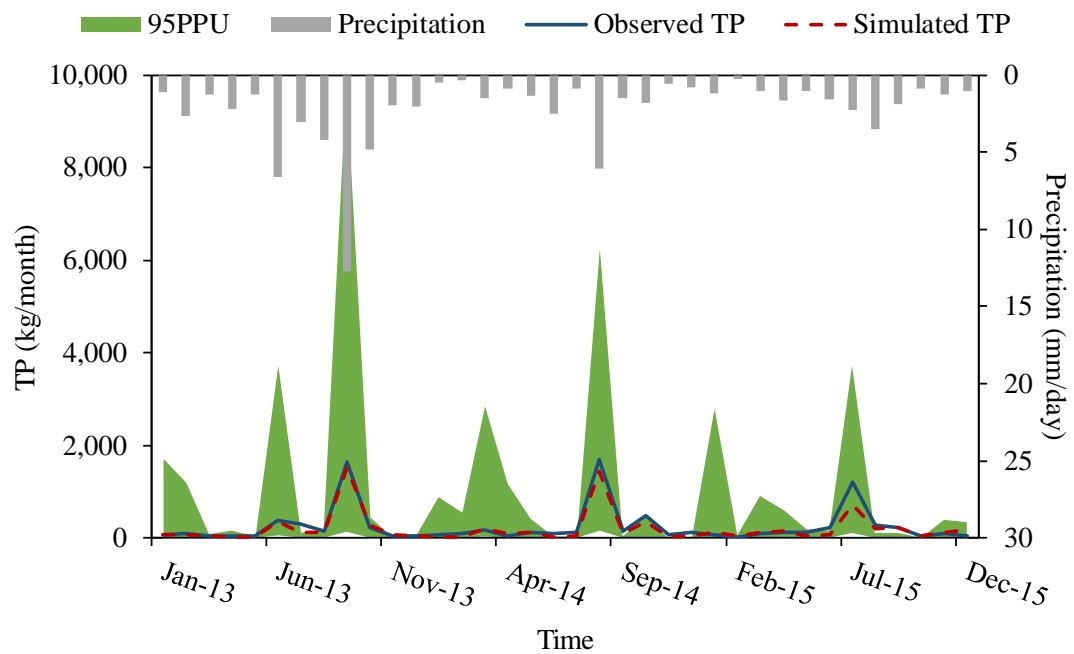 95PPU Precipitation Observed TP Simulated TP
10,000
8,000
6,000
4,000
2,000
0
TP (kg/month)
0
5
10
15
20
25
30
Precipitation (mm/day)
Jan-13 Jun-13 Nov-13 Apr-14 Sep-14 Feb-15 Jul-15 Dec-15
Time